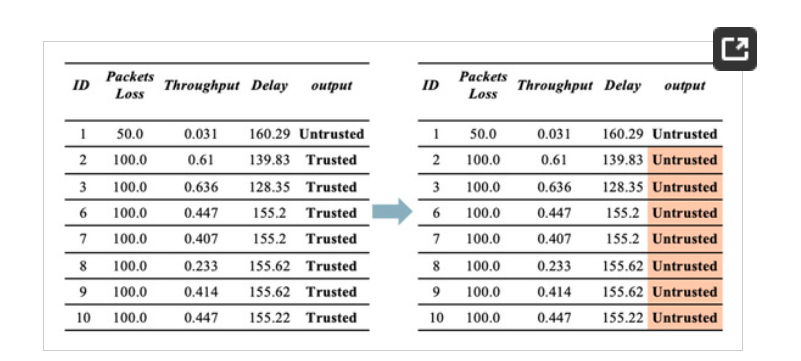 ID Packets Loss Throughput Delay output
1 50.0 0.031 160.29 Untrusted
2 100.0 0.61 139.83 Trusted
3 100.0 0.636 128.35 Trusted
6 100.0 0.447 155.2 Trusted
7 100.0 0.407 155.2 Trusted
8 100.0 0.233 155.62 Trusted
9 100.0 0.414 155.62 Trusted
10 100.0 0.447 155.22 Trusted
ID Packets Loss Throughput Delay output
1 50.0 0.031 160.29 Untrusted
2 100.0 0.61 139.83 Untrusted
3 100.0 0.636 128.35 Untrusted
6 100.0 0.447 155.2 Untrusted
7 100.0 0.407 155.2 Untrusted
8 100.0 0.233 155.62 Untrusted
9 100.0 0.414 155.62 Untrusted
10 100.0 0.447 155.22 Untrusted